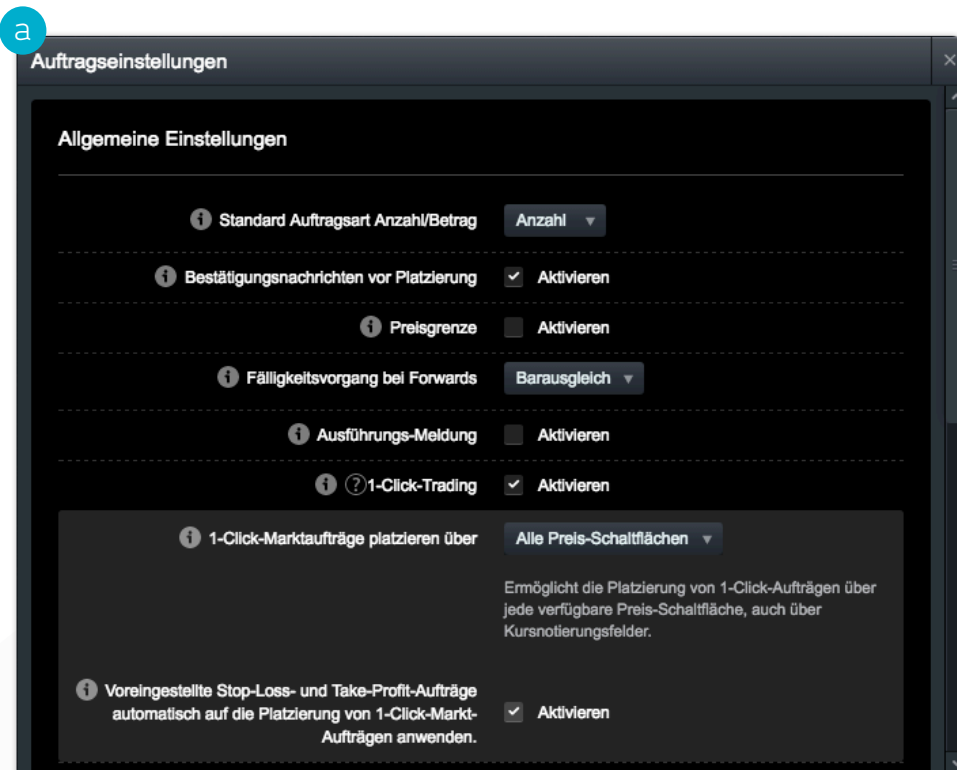 a
Auftragseinstellungen
Allgemeine Einstellungen
Standard Auftragsart Anzahl/Betrag Anzahl
Bestätigungsnachrichten vor Platzierung Aktivieren
Preisgrenze Aktivieren
Fälligkeitsvorgang bei Forwards Barausgleich
Ausführungs-Meldung Aktivieren
?1-Click-Trading Aktivieren
1-Click-Marktaufträge platzieren über Alle Preis-Schaltflächen
Ermöglicht die Platzierung von 1-Click-Aufträgen über
jede verfügbare Preis-Schaltfläche, auch über
Kursnotierungsfelder.
Voreingestellte Stop-Loss- und Take-Profit-Aufträge
automatisch auf die Platzierung von 1-Click-Markt-
Aufträgen anwenden.
Aktivieren